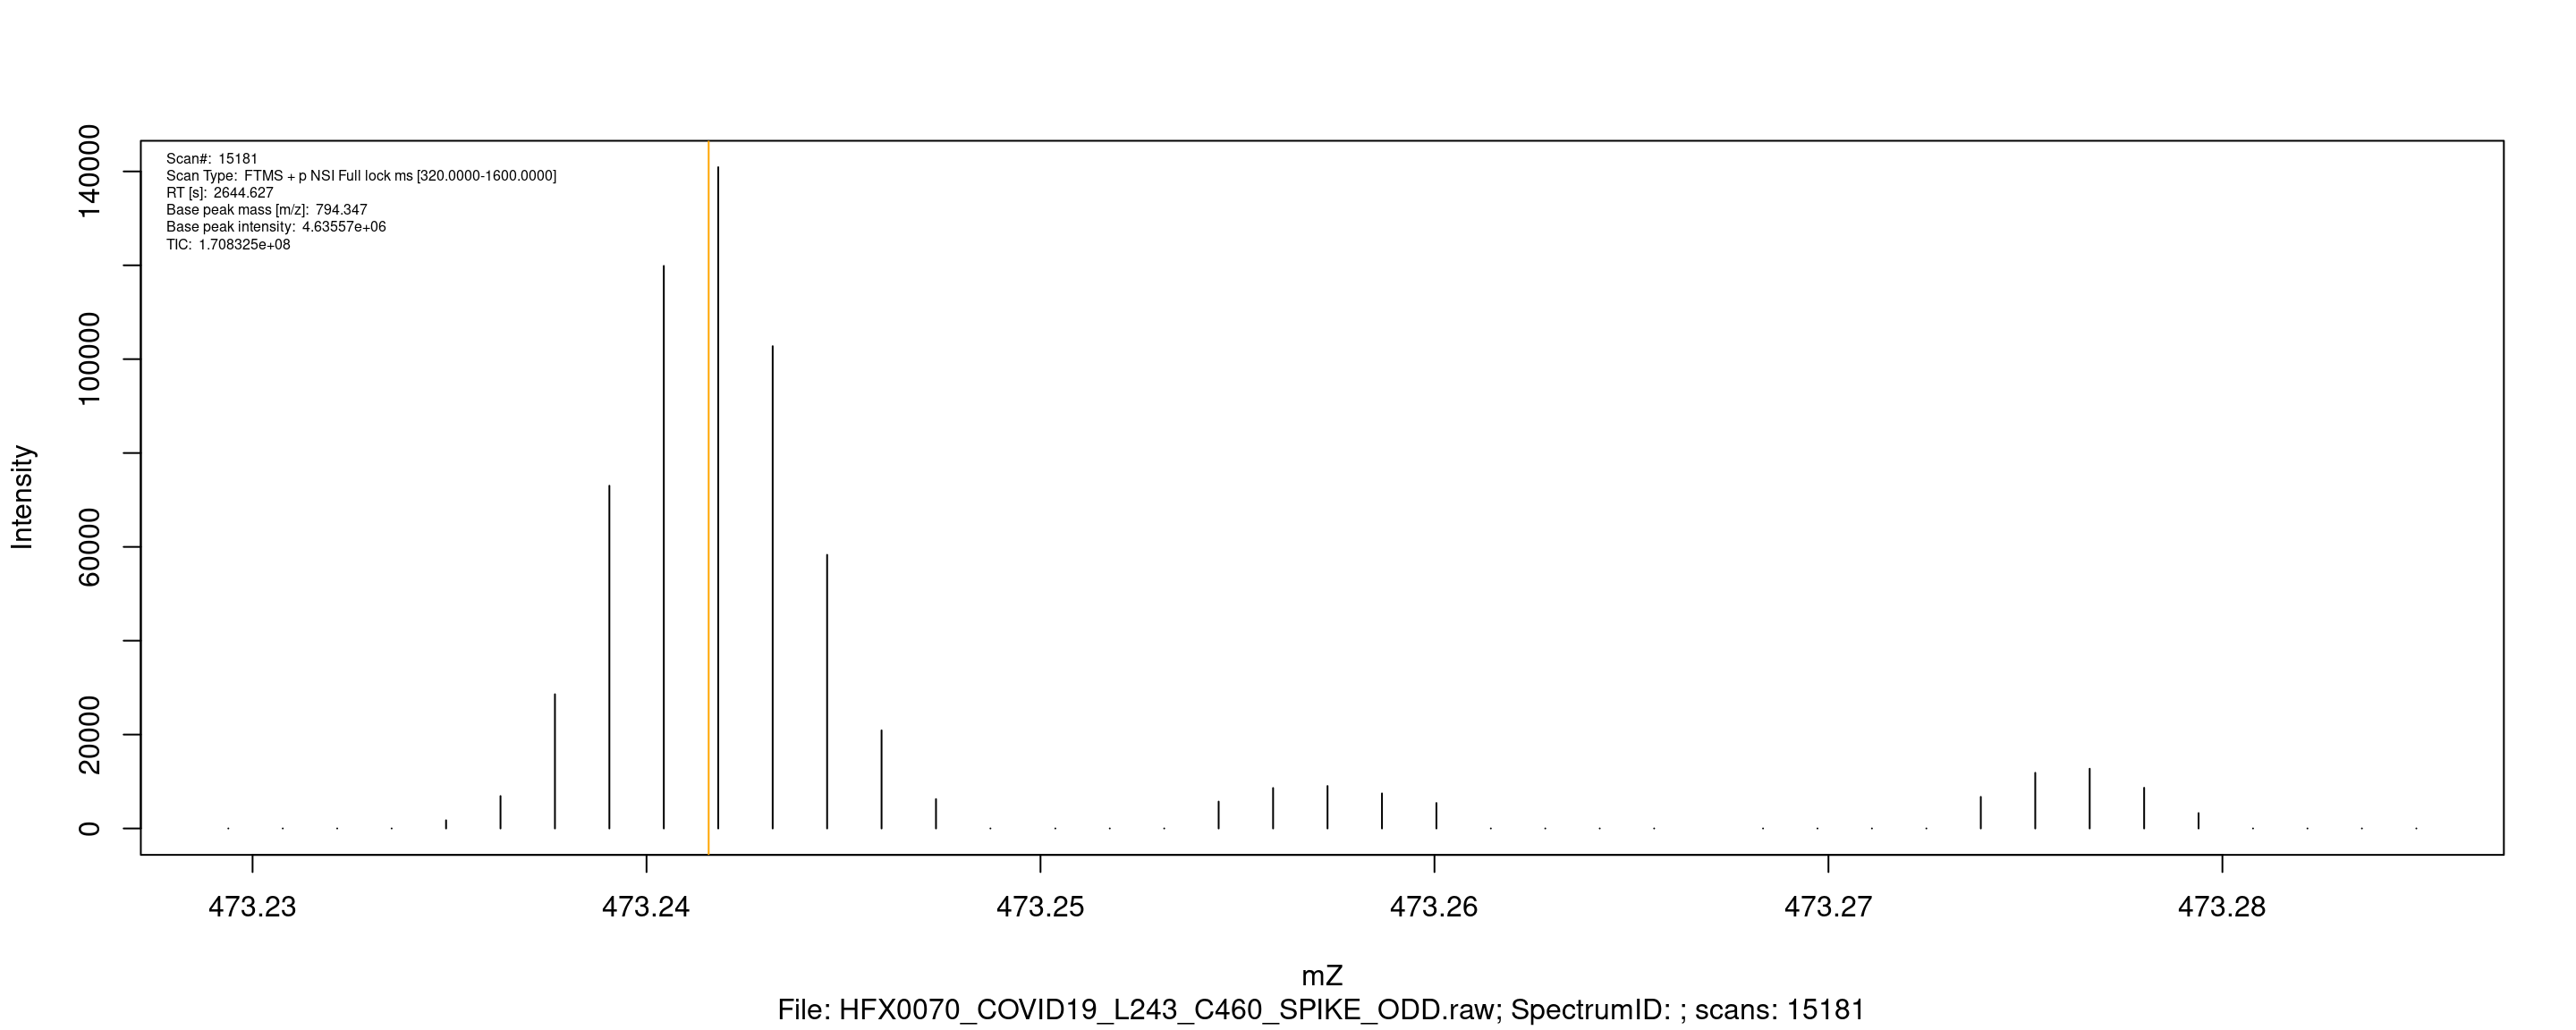 Scan#: 15181
Scan Type: FTMS + p NSI Full lock ms [320.0000-1600.0000]
RT [s]: 2644.627
Base peak mass [m/z]: 794.347
Base peak intensity: 4.63557e+06
TIC: 1.708325e+08
Intensity
140000
100000
60000
20000
0
473.23 473.24 473.25 473.26 473.27 473.28
mZ
File: HFX0070_COVID19_L243_C460_SPIKE_ODD.raw; SpectrumID: ; scans: 15181